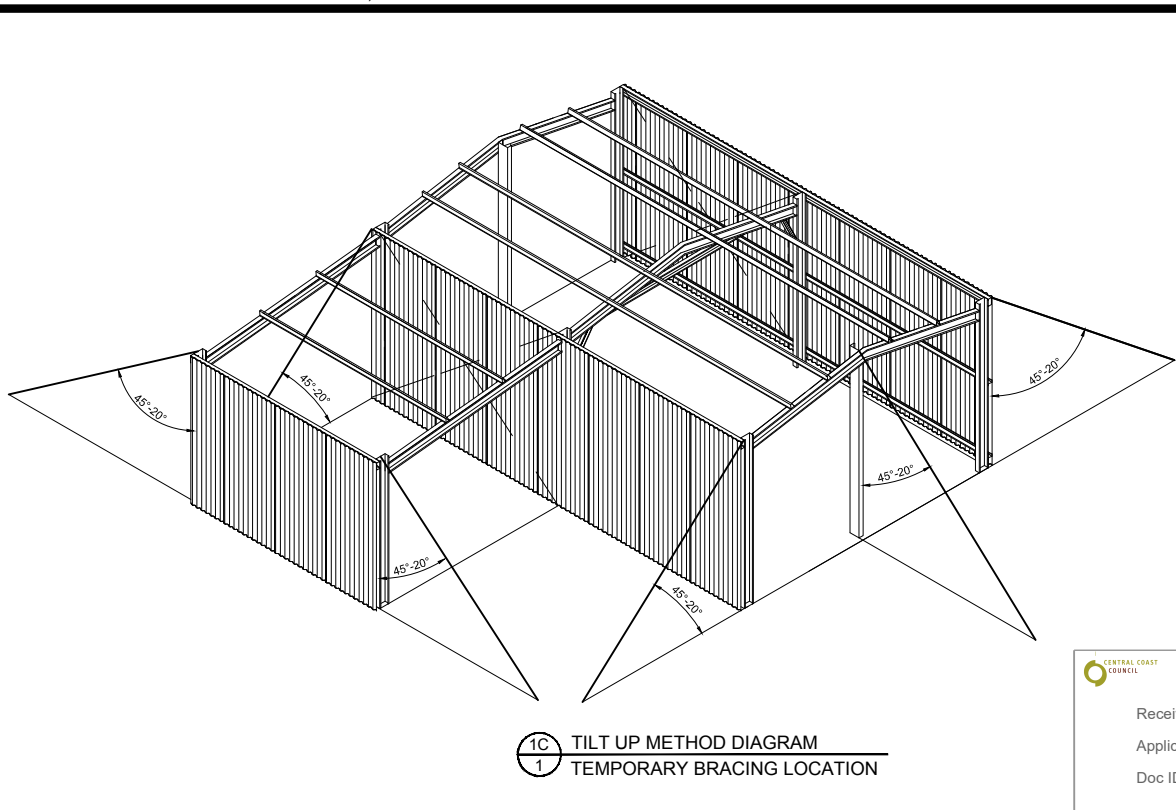 45°-20°
45°-20°
45°-20°
45°-20°
45°-20°
45°-20°
1C TILT UP METHOD DIAGRAM
1 TEMPORARY BRACING LOCATION
CENTRAL COAST
COUNCIL
Recei
Applic
Doc ID